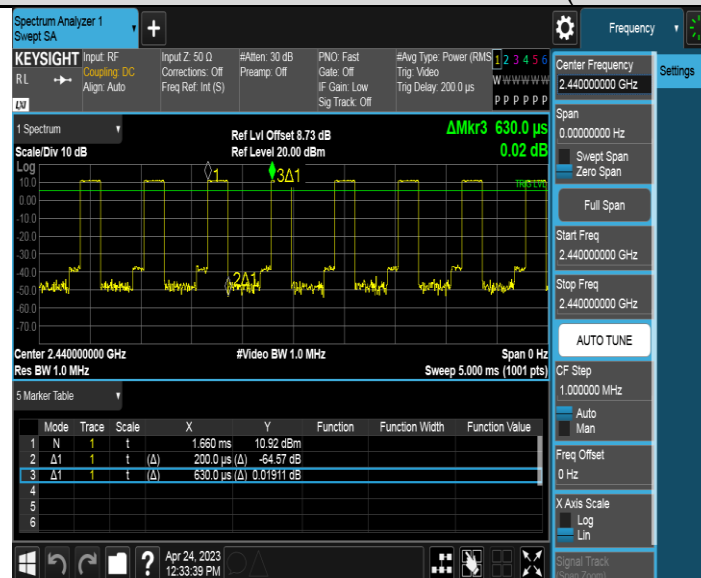 Spectrum Analyzer 1
Swept SA
Frequency
KEYSIGHT
RL
LXI
Input: RF
Coupling: DC
Align: Auto
Input Z: 50 Ω
Corrections: Off
Freq Ref: Int (S)
#Atten: 30 dB
Preamp: Off
PNO: Fast
Gate: Off
IF Gain: Low
Sig Track: Off
#Avg Type: Power (RMS
Trig: Video
Trig Delay: 200.0 µs
1 2 3 4 5 6
W W W W W W
P P P P P P
1 Spectrum
Scale/Div 10 dB
Ref Lvl Offset 8.73 dB
Ref Level 20.00 dBm
ΔMkr3 630.0 µs
0.02 dB
Log
10.0
0.00
-10.0
-20.0
-30.0
-40.0
-50.0
-60.0
-70.0
1
3Δ1
2Δ1
TRIG LVL
Center 2.440000000 GHz
Res BW 1.0 MHz
#Video BW 1.0 MHz
Span 0 Hz
Sweep 5.000 ms (1001 pts)
5 Marker Table
Mode Trace Scale X Y Function Function Width Function Value
1 N 1 t 1.660 ms 10.92 dBm
2 Δ1 1 t (Δ) 200.0 µs (Δ) -64.57 dB
3 Δ1 1 t (Δ) 630.0 µs (Δ) 0.01911 dB
4
5
6
Apr 24, 2023
12:33:39 PM
Settings
Center Frequency
2.440000000 GHz
Span
0.00000000 Hz
Swept Span
Zero Span
Full Span
Start Freq
2.440000000 GHz
Stop Freq
2.440000000 GHz
AUTO TUNE
CF Step
1.000000 MHz
Auto
Man
Freq Offset
0 Hz
X Axis Scale
Log
Lin
Signal Track
(Span Zoom)